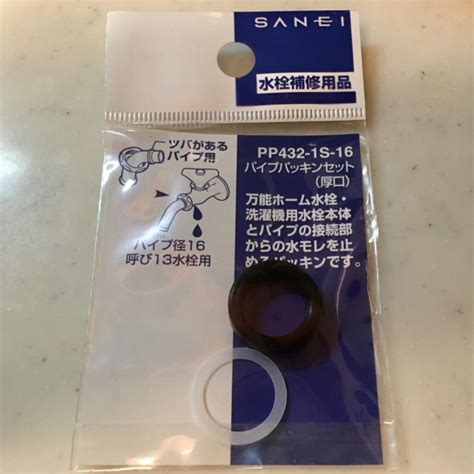 SANEI
水栓補修用品
ツバがある
パイプ用
パイプ径16
呼び13水栓用
PP432-1S-16
パイプパッキンセット
(厚口)
万能ホーム水栓・
洗濯機用水栓本体
とパイプの接続部
からの水モレを止
めるパッキンです。